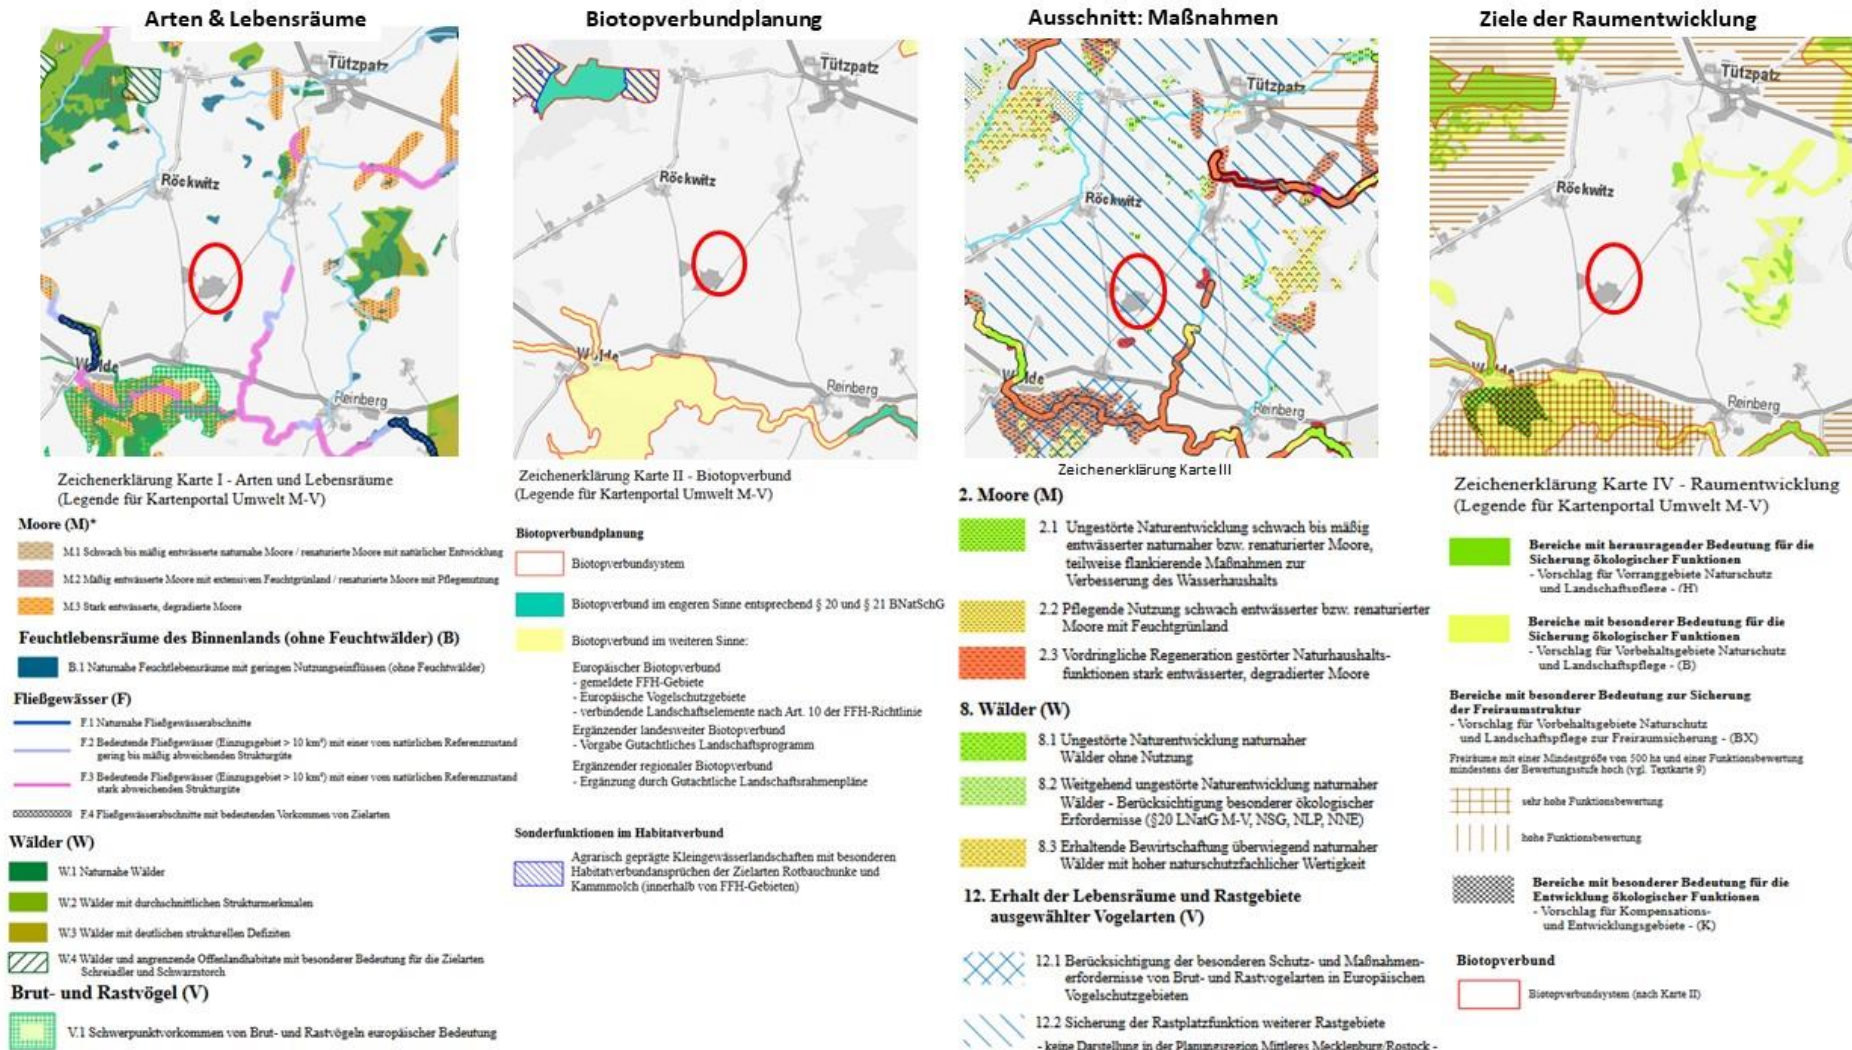 Arten & Lebensräume
Tützpatz
Röckwitz
Wolde
Reinberg
Zeichenerklärung Karte I - Arten und Lebensräume
(Legende für Kartenportal Umwelt M-V)
Moore (M)*
M.1 Schwach bis mäßig entwässerte naturnahe Moore / renaturierte Moore mit natürlicher Entwicklung
M.2 Mäßig entwässerte Moore mit extensivem Feuchtgrünland / renaturierte Moore mit Pflegenutzung
M.3 Stark entwässerte, degradierte Moore
Feuchtlebensräume des Binnenlands (ohne Feuchtwälder) (B)
B.1 Naturnahe Feuchtlebensräume mit geringen Nutzungseinflüssen (ohne Feuchtwälder)
Fließgewässer (F)
F.1 Naturnahe Fließgewässerabschnitte
F.2 Bedeutende Fließgewässer (Einzugsgebiet > 10 km²) mit einer vom natürlichen Referenzzustand
gering bis mäßig abweichenden Strukturgüte
F.3 Bedeutende Fließgewässer (Einzugsgebiet > 10 km²) mit einer vom natürlichen Referenzzustand
stark abweichenden Strukturgüte
F.4 Fließgewässerabschnitte mit bedeutenden Vorkommen von Zielarten
Wälder (W)
W.1 Naturnahe Wälder
W.2 Wälder mit durchschnittlichen Strukturmerkmalen
W.3 Wälder mit deutlichen strukturellen Defiziten
W.4 Wälder und angrenzende Offenlandhabitate mit besonderer Bedeutung für die Zielarten
Schreiadler und Schwarzstorch
Brut- und Rastvögel (V)
V.1 Schwerpunktvorkommen von Brut- und Rastvögeln europäischer Bedeutung
Biotopverbundplanung
Tützpatz
Röckwitz
Wolde
Reinberg
Zeichenerklärung Karte II - Biotopverbund
(Legende für Kartenportal Umwelt M-V)
Biotopverbundplanung
Biotopverbundsystem
Biotopverbund im engeren Sinne entsprechend § 20 und § 21 BNatSchG
Biotopverbund im weiteren Sinne:
Europäischer Biotopverbund
- gemeldete FFH-Gebiete
- Europäische Vogelschutzgebiete
- verbindende Landschaftselemente nach Art. 10 der FFH-Richtlinie
Ergänzender landesweiter Biotopverbund
- Vorgabe Gutachtliches Landschaftsprogramm
Ergänzender regionaler Biotopverbund
- Ergänzung durch Gutachtliche Landschaftsrahmenpläne
Sonderfunktionen im Habitatverbund
Agrarisch geprägte Kleingewässerlandschaften mit besonderen
Habitatverbundansprüchen der Zielarten Rotbauchunke und
Kammmolch (innerhalb von FFH-Gebieten)
Ausschnitt: Maßnahmen
Tützpatz
Röckwitz
Wolde
Reinberg
Zeichenerklärung Karte III
2. Moore (M)
2.1 Ungestörte Naturentwicklung schwach bis mäßig
entwässerter naturnaher bzw. renaturierter Moore,
teilweise flankierende Maßnahmen zur
Verbesserung des Wasserhaushalts
2.2 Pflegende Nutzung schwach entwässerter bzw. renaturierter
Moore mit Feuchtgrünland
2.3 Vordringliche Regeneration gestörter Naturhaushalts-
funktionen stark entwässerter, degradierter Moore
8. Wälder (W)
8.1 Ungestörte Naturentwicklung naturnaher
Wälder ohne Nutzung
8.2 Weitgehend ungestörte Naturentwicklung naturnaher
Wälder - Berücksichtigung besonderer ökologischer
Erfordernisse (§20 LNatG M-V, NSG, NLP, NNE)
8.3 Erhaltende Bewirtschaftung überwiegend naturnaher
Wälder mit hoher naturschutzfachlicher Wertigkeit
12. Erhalt der Lebensräume und Rastgebiete
ausgewählter Vogelarten (V)
12.1 Berücksichtigung der besonderen Schutz- und Maßnahmen-
erfordernisse von Brut- und Rastvogelarten in Europäischen
Vogelschutzgebieten
12.2 Sicherung der Rastplatzfunktion weiterer Rastgebiete
- keine Darstellung in der Planungsregion Mittleres Mecklenburg/Rostock -
Ziele der Raumentwicklung
Tützpatz
Röckwitz
Wolde
Reinberg
Zeichenerklärung Karte IV - Raumentwicklung
(Legende für Kartenportal Umwelt M-V)
Bereiche mit herausragender Bedeutung für die
Sicherung ökologischer Funktionen
- Vorschlag für Vorranggebiete Naturschutz
und Landschaftspflege - (H)
Bereiche mit besonderer Bedeutung für die
Sicherung ökologischer Funktionen
- Vorschlag für Vorbehaltsgebiete Naturschutz
und Landschaftspflege - (B)
Bereiche mit besonderer Bedeutung zur Sicherung
der Freiraumstruktur
- Vorschlag für Vorbehaltsgebiete Naturschutz
und Landschaftspflege zur Freiraumsicherung - (BX)
Freiräume mit einer Mindestgröße von 500 ha und einer Funktionsbewertung
mindestens der Bewertungsstufe hoch (vgl. Textkarte 9)
sehr hohe Funktionsbewertung
hohe Funktionsbewertung
Bereiche mit besonderer Bedeutung für die
Entwicklung ökologischer Funktionen
- Vorschlag für Kompensations-
und Entwicklungsgebiete - (K)
Biotopverbund
Biotopverbundsystem (nach Karte II)